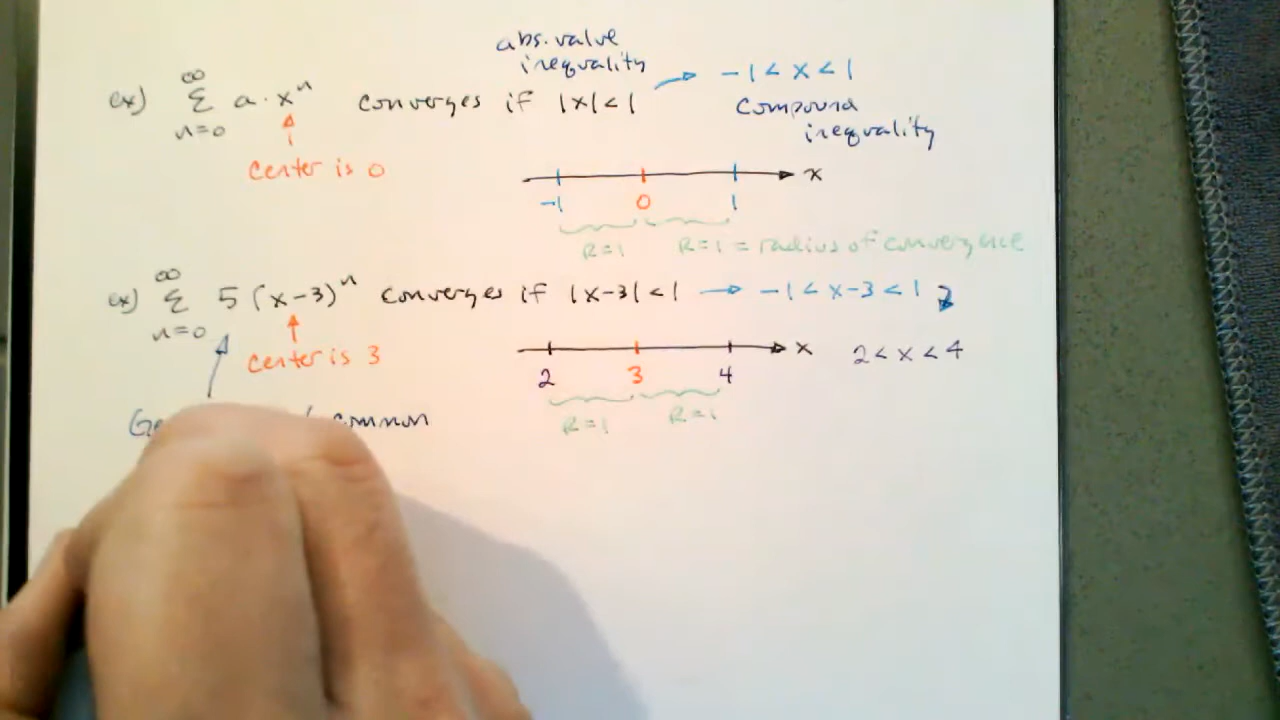 abs. value
inequality
ex) ∞ Σ n=0 a · xⁿ converges if |x| < 1 → -1 < x < 1
compound
inequality
center is 0
x
-1 0 1
R=1 R=1 = radius of convergence
ex) ∞ Σ n=0 5 (x-3)ⁿ converges if |x-3| < 1 → -1 < x-3 < 1
center is 3
x
2 < x < 4
2 3 4
R=1 R=1
common